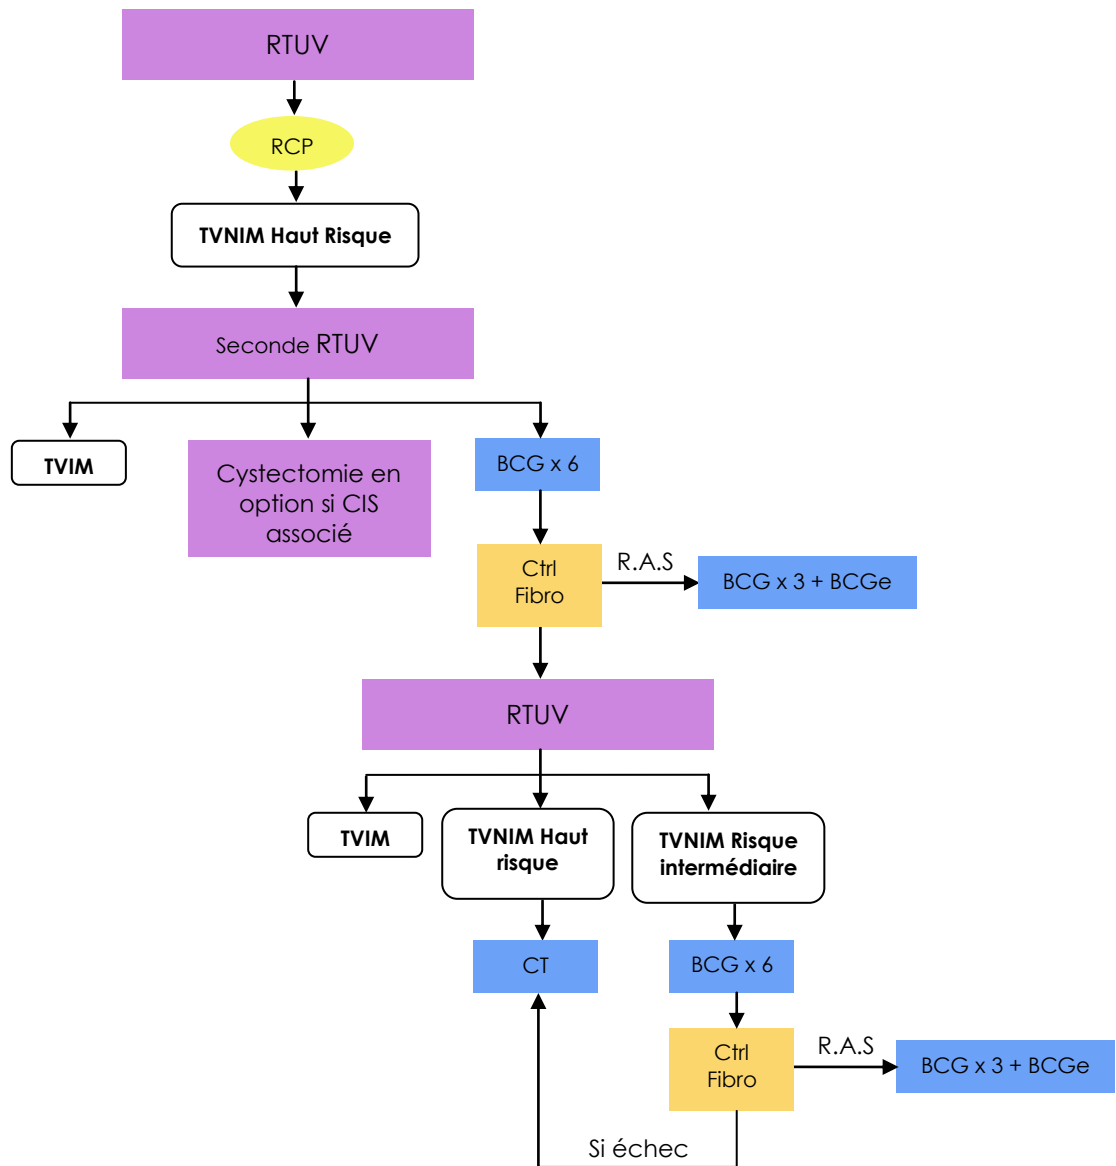 RTUV
RCP
TVNIM Haut Risque
Seconde RTUV
TVIM
Cystectomie en
option si CIS
associé
BCG x 6
Ctrl
Fibro
R.A.S
BCG x 3 + BCGe
RTUV
TVIM
TVNIM Haut
risque
TVNIM Risque
intermédiaire
CT
BCG x 6
Ctrl
Fibro
R.A.S
BCG x 3 + BCGe
Si échec